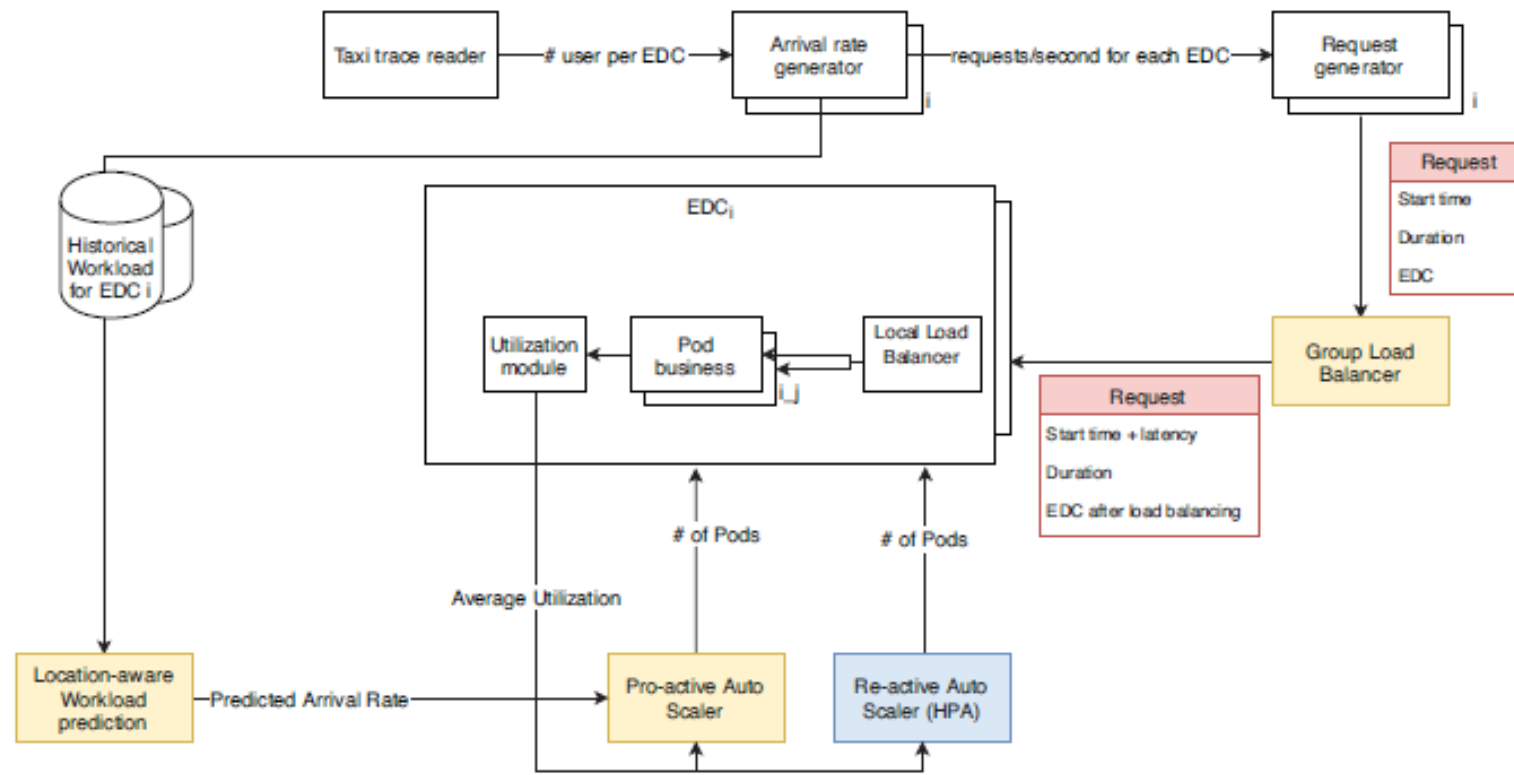 Taxi trace reader
# user per EDC
Arrival rate
generator
i
requests/second for each EDC
Request
generator
i
Request
Start time
Duration
EDC
Historical
Workload
for EDC i
EDCi
Utilization
module
Pod
business
i_j
Local Load
Balancer
Group Load
Balancer
Request
Start time + latency
Duration
EDC after load balancing
# of Pods
# of Pods
Average Utilization
Location-aware
Workload
prediction
Predicted Arrival Rate
Pro-active Auto
Scaler
Re-active Auto
Scaler (HPA)